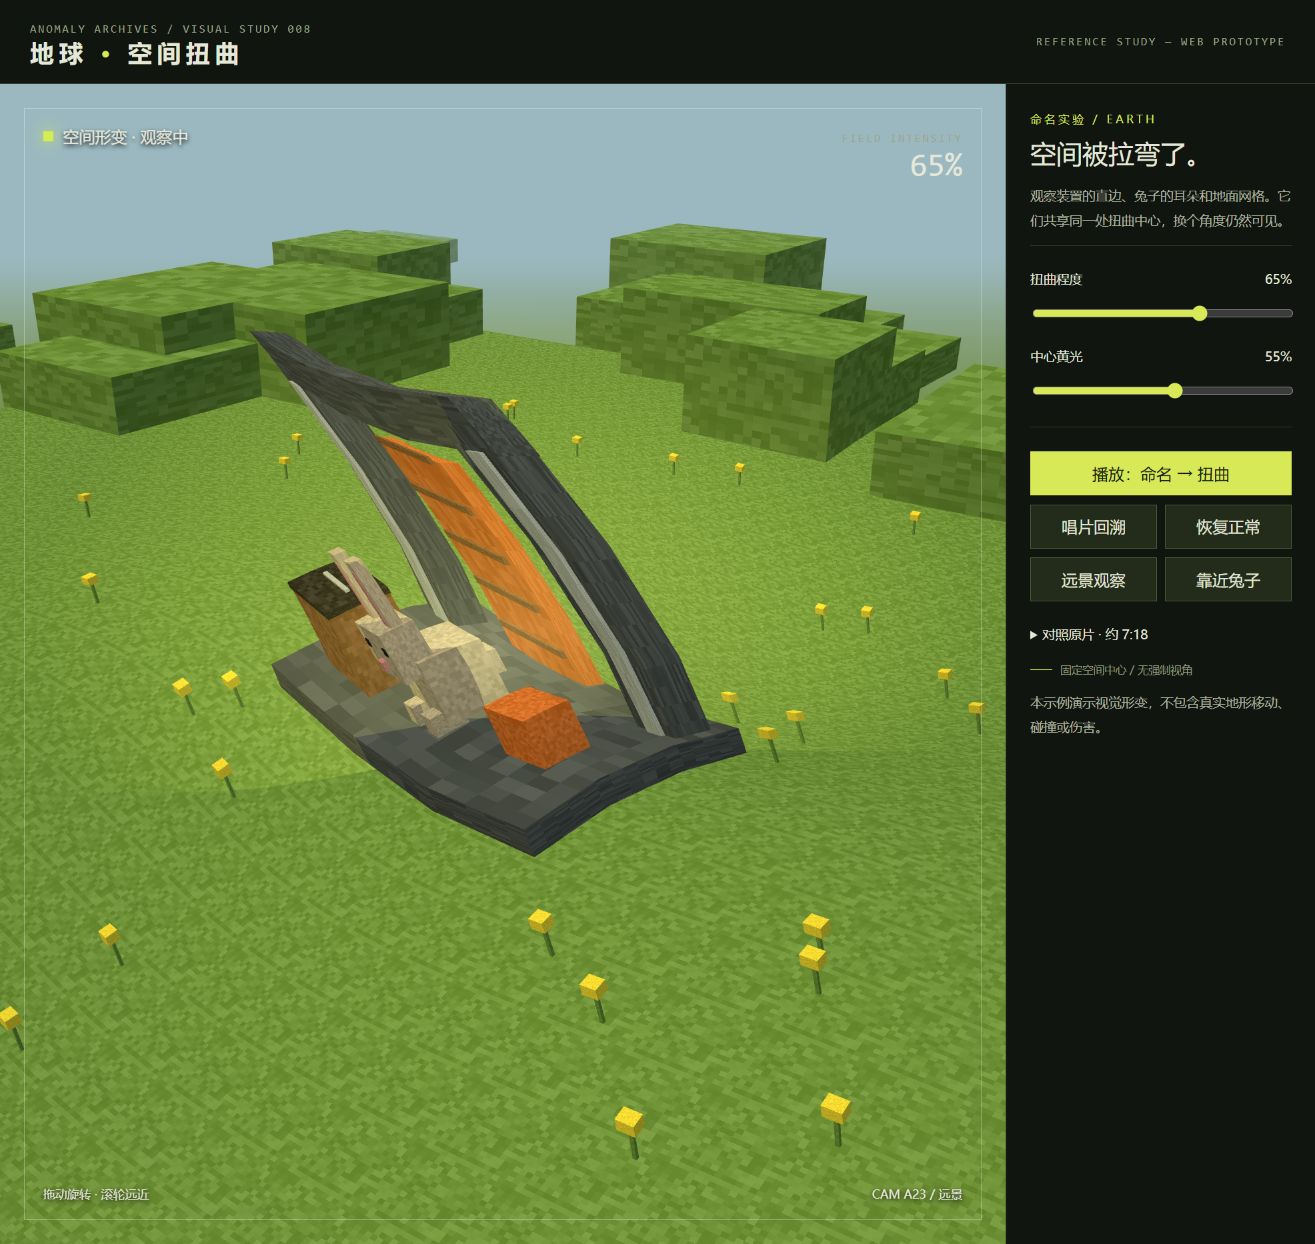 ANOMALY ARCHIVES / VISUAL STUDY 008
地球 • 空间扭曲
REFERENCE STUDY — WEB PROTOTYPE
空间形变 · 观察中
FIELD INTENSITY
65%
拖动旋转 · 滚轮远近
CAM A23 / 远景
命名实验 / EARTH
空间被拉弯了。
观察装置的直边、兔子的耳朵和地面网格。它
们共享同一处扭曲中心，换个角度仍然可见。
扭曲程度 65%
中心黄光 55%
播放：命名 → 扭曲
唱片回溯 恢复正常
远景观察 靠近兔子
▶ 对照原片 · 约 7:18
固定空间中心 / 无强制视角
本示例演示视觉形变，不包含真实地形移动、
碰撞或伤害。